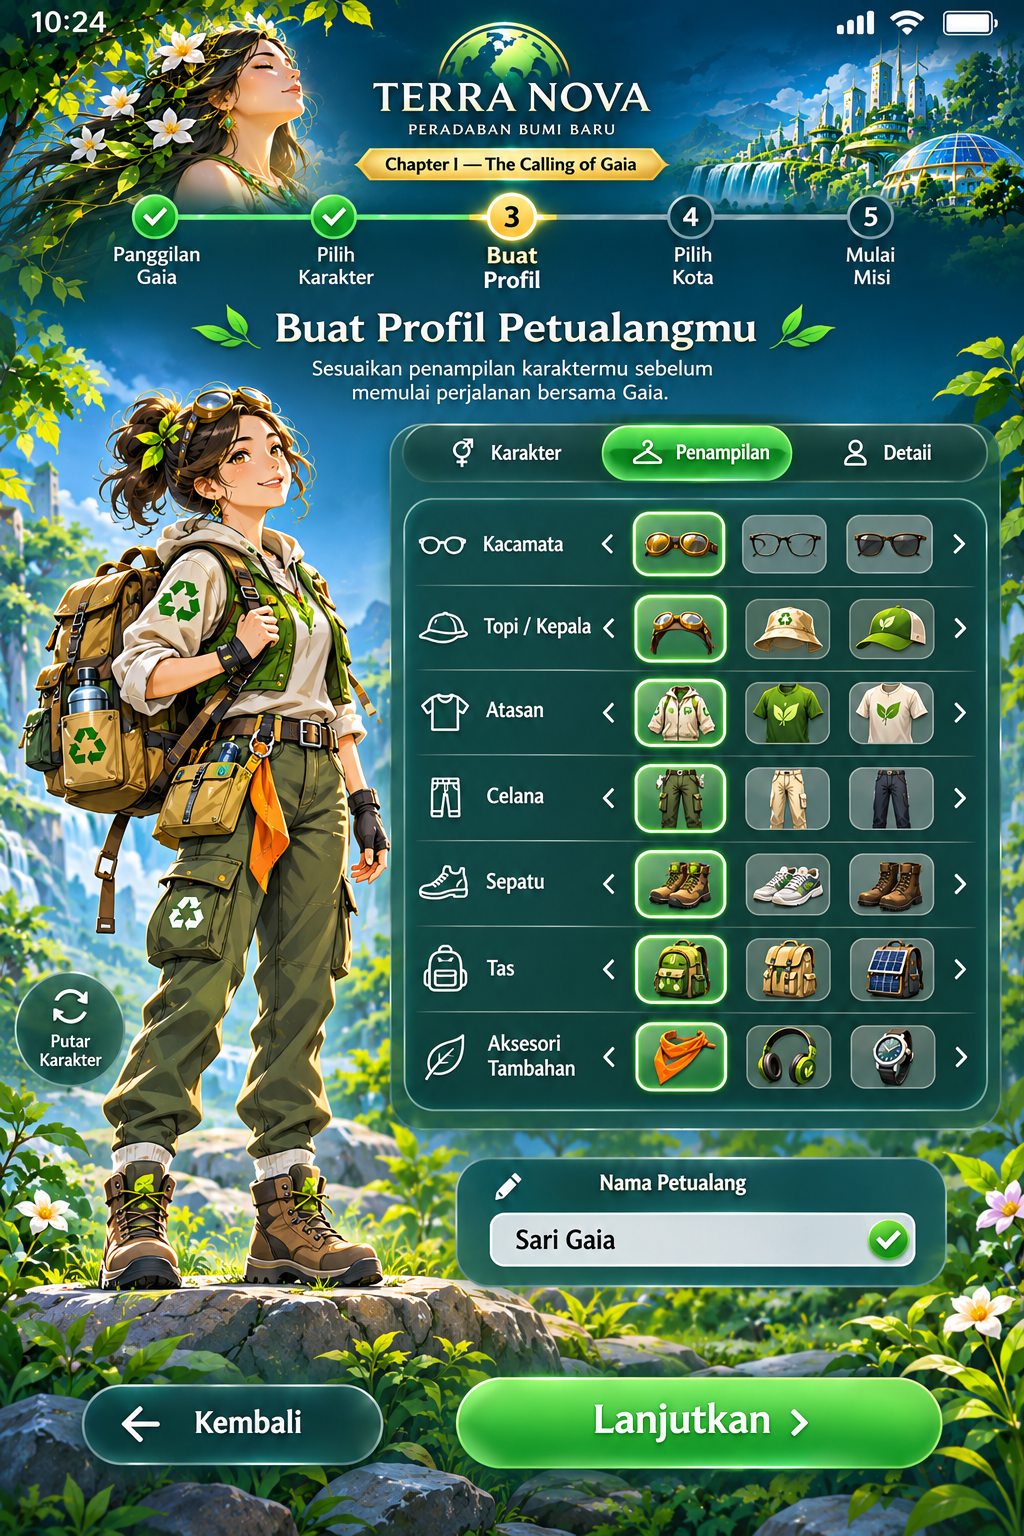 10:24
TERRA NOVA
PERADABAN BUMI BARU
Chapter I — The Calling of Gaia
3
4
5
Panggilan
Gaia
Pilih
Karakter
Buat
Profil
Pilih
Kota
Mulai
Misi
Buat Profil Petualangmu
Sesuaikan penampilan karaktermu sebelum
memulai perjalanan bersama Gaia.
Karakter
Penampilan
Detaii
Kacamata
Topi / Kepala
Atasan
Celana
Sepatu
Tas
Aksesori
Tambahan
Putar
Karakter
Nama Petualang
Sari Gaia
Kembali
Lanjutkan